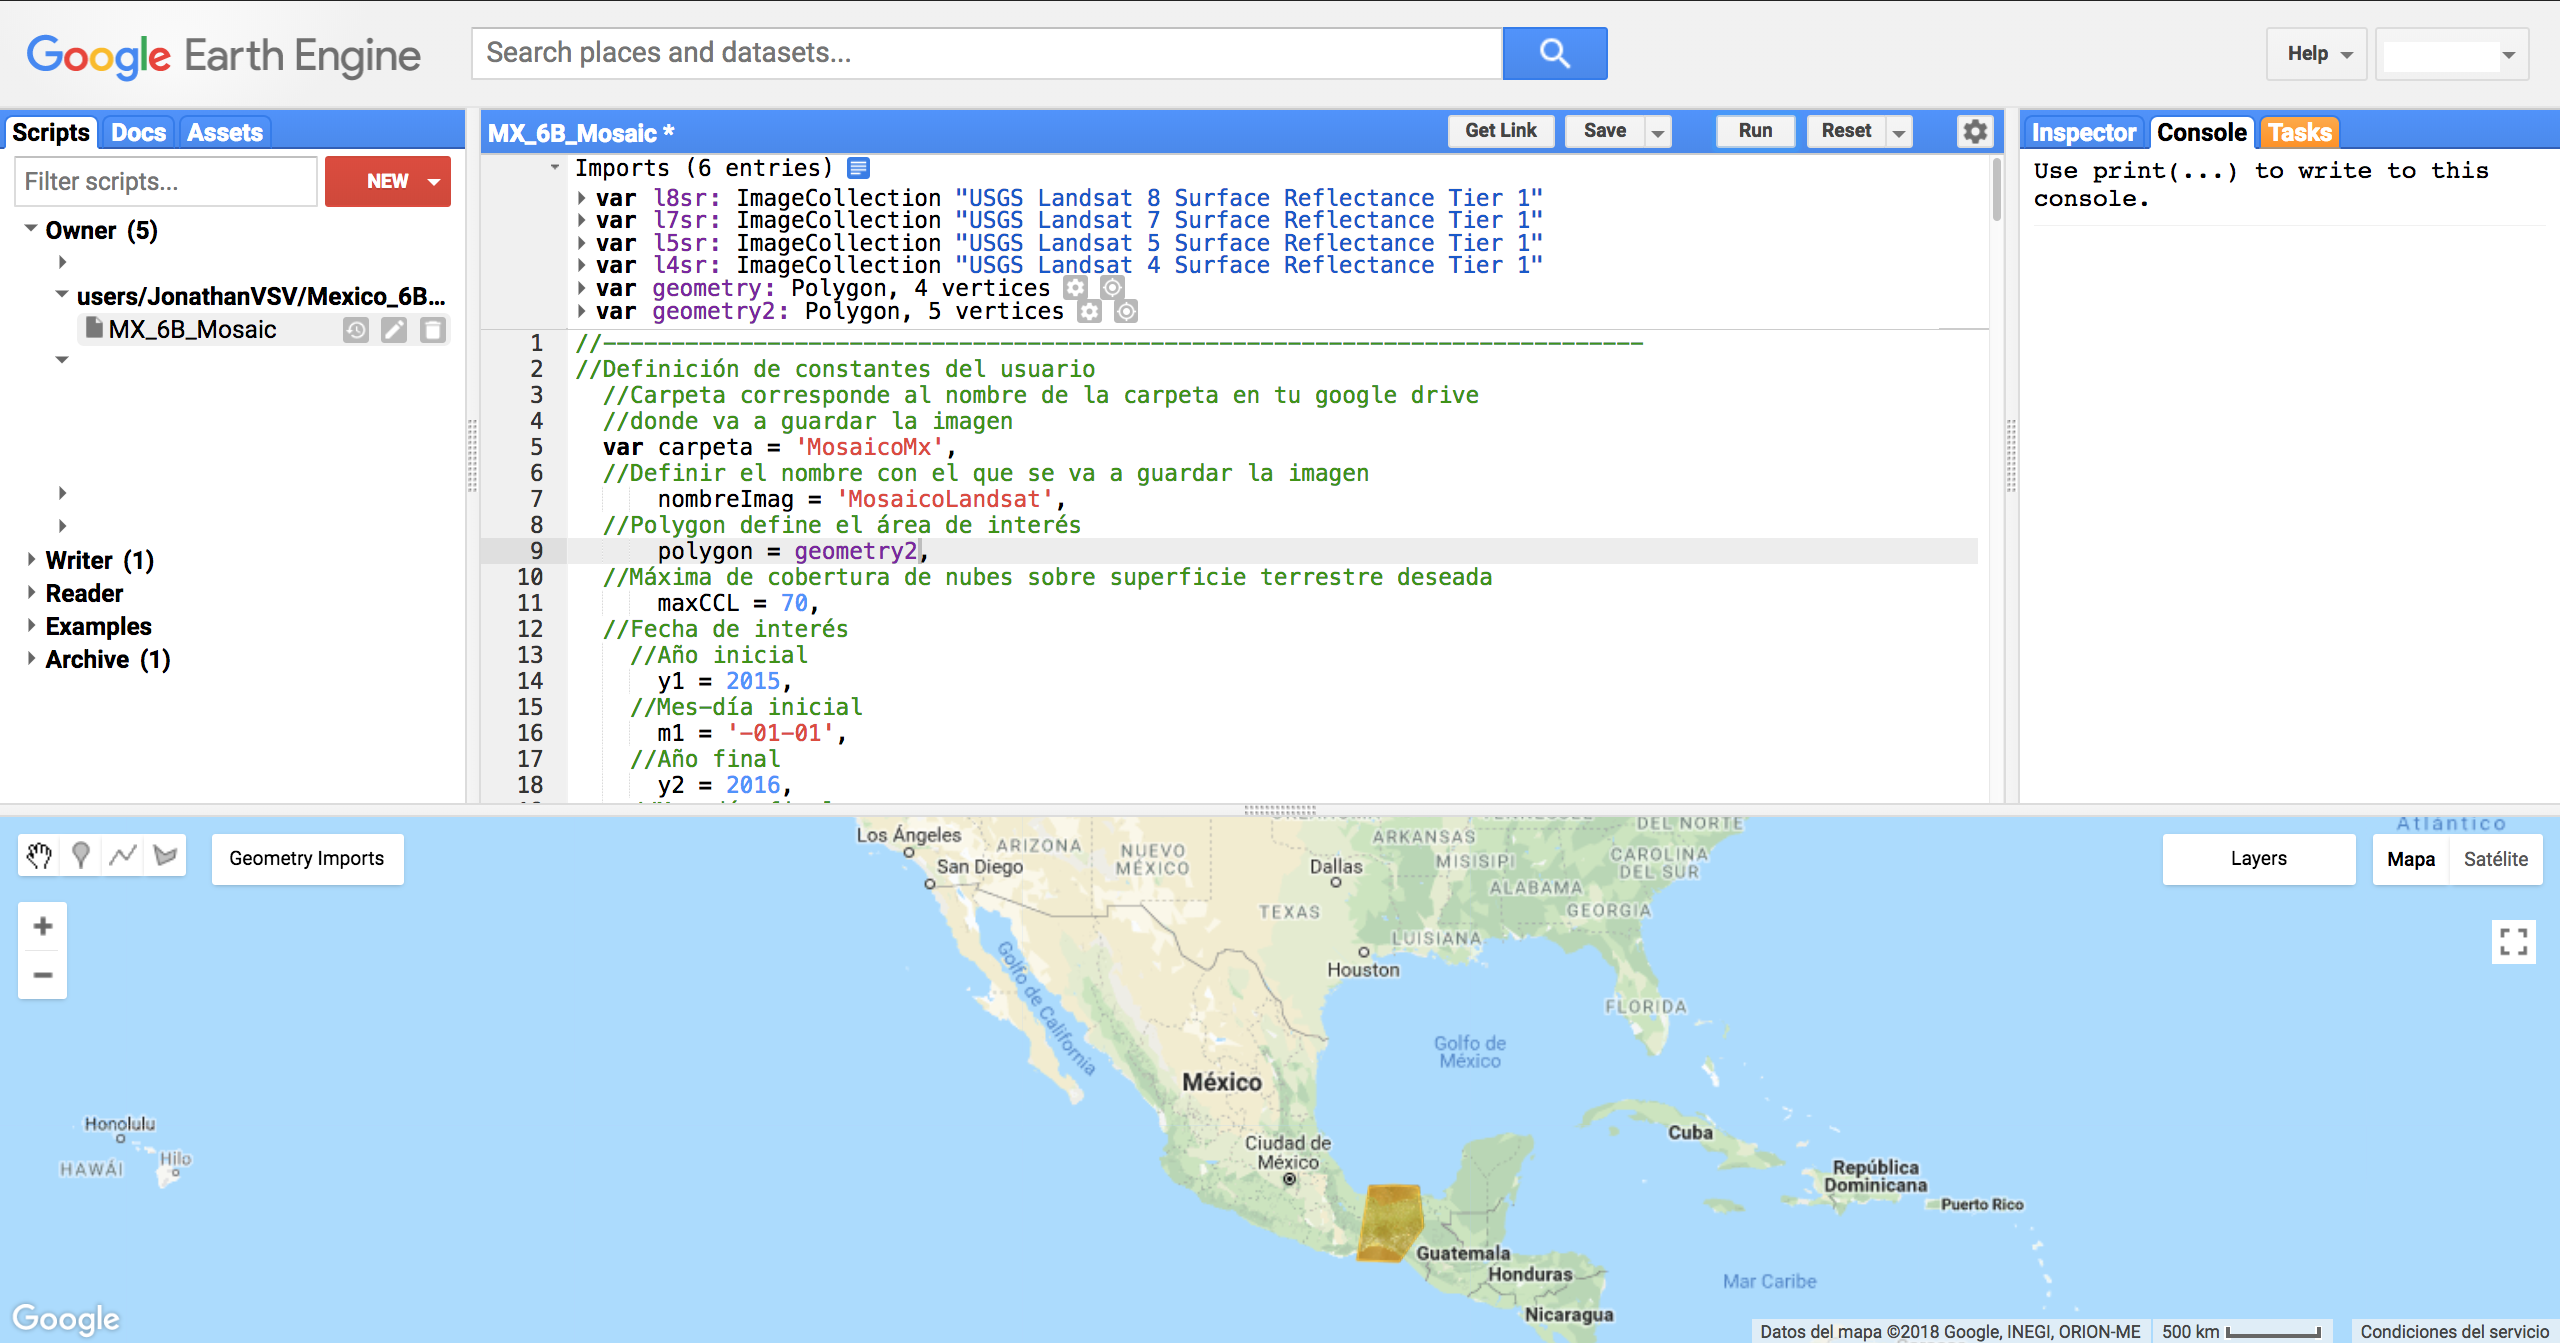 Google Earth Engine
Search places and datasets...
Help
Scripts
Docs
Assets
Filter scripts...
NEW
Owner (5)
users/JonathanVSV/Mexico_6B...
MX_6B_Mosaic
Writer (1)
Reader
Examples
Archive (1)
MX_6B_Mosaic *
Get Link
Save
Run
Reset
Imports (6 entries)
var l8sr: ImageCollection "USGS Landsat 8 Surface Reflectance Tier 1"
var l7sr: ImageCollection "USGS Landsat 7 Surface Reflectance Tier 1"
var l5sr: ImageCollection "USGS Landsat 5 Surface Reflectance Tier 1"
var l4sr: ImageCollection "USGS Landsat 4 Surface Reflectance Tier 1"
var geometry: Polygon, 4 vertices
var geometry2: Polygon, 5 vertices
1 //----------------------------------------------------------------------------
2 //Definición de constantes del usuario
3 //Carpeta corresponde al nombre de la carpeta en tu google drive
4 //donde va a guardar la imagen
5 var carpeta = 'MosaicoMx',
6 //Definir el nombre con el que se va a guardar la imagen
7 nombreImag = 'MosaicoLandsat',
8 //Polygon define el área de interés
9 polygon = geometry2,
10 //Máxima de cobertura de nubes sobre superficie terrestre deseada
11 maxCCL = 70,
12 //Fecha de interés
13 //Año inicial
14 y1 = 2015,
15 //Mes-día inicial
16 m1 = '-01-01',
17 //Año final
18 y2 = 2016,
Inspector
Console
Tasks
Use print(...) to write to this
console.
Geometry Imports
Layers
Mapa
Satélite
Los Ángeles
San Diego
ARIZONA
NUEVO
MÉXICO
Dallas
TEXAS
Houston
ARKANSAS
MISISIPI
ALABAMA
LUISIANA
GEORGIA
DEL NORTE
CAROLINA
DEL SUR
FLORIDA
Atlántico
Golfo de California
Golfo de
México
México
Ciudad de
México
Honolulu
HAWÁI
Hilo
Cuba
República
Dominicana
Puerto Rico
Guatemala
Honduras
Nicaragua
Mar Caribe
Google
Datos del mapa ©2018 Google, INEGI, ORION-ME
500 km
Condiciones del servicio